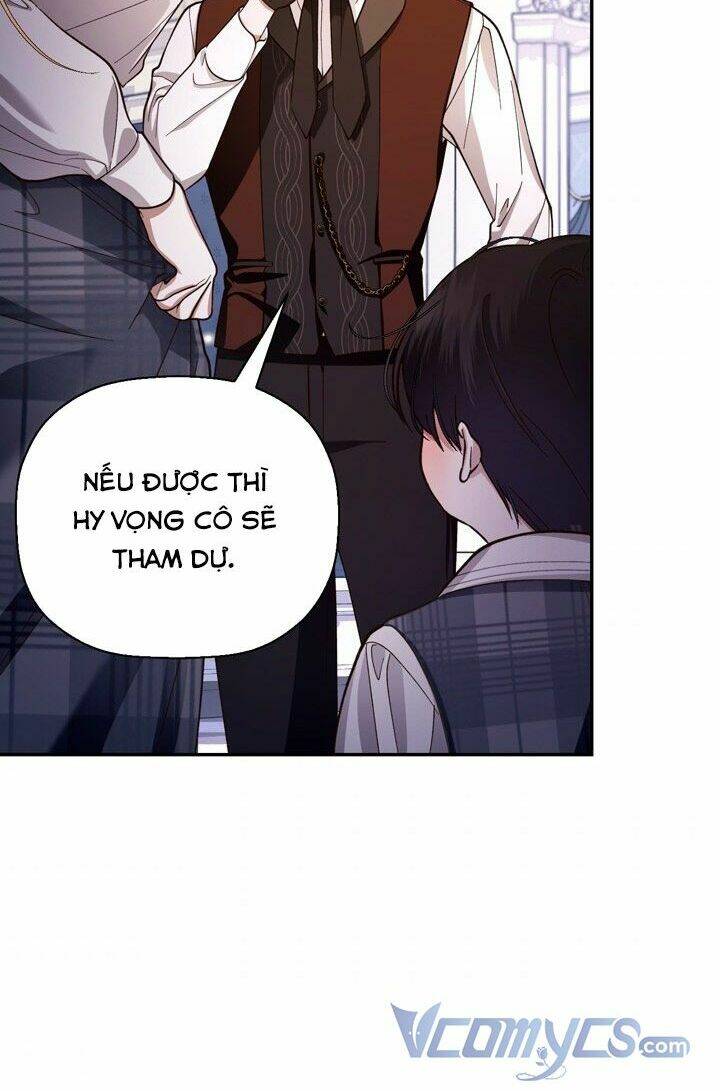 NẾU ĐƯỢC THÌ
HY VỌNG CÔ SẼ
THAM DỰ.
VCOMYCS.com